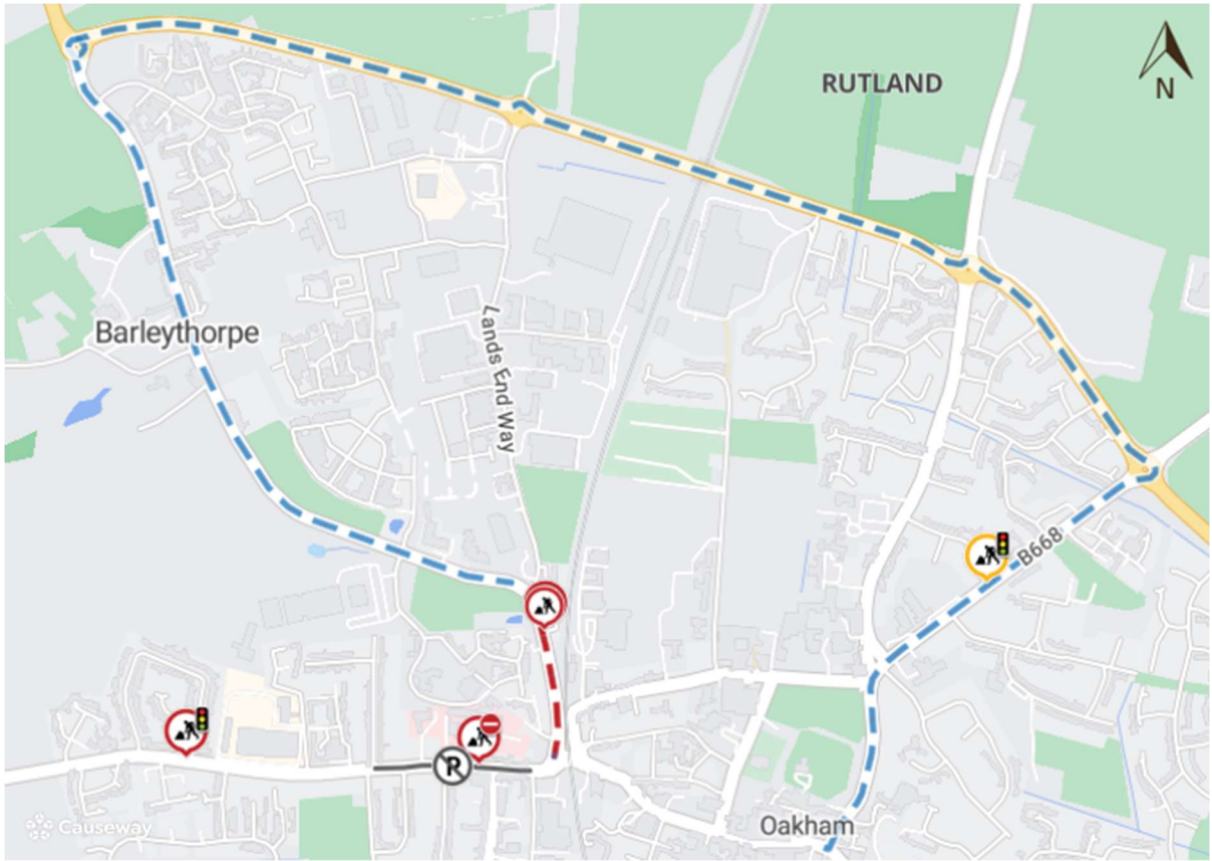 RUTLAND
N
Barleythorpe
Lands End Way
B668
P
Oakham
Causeway